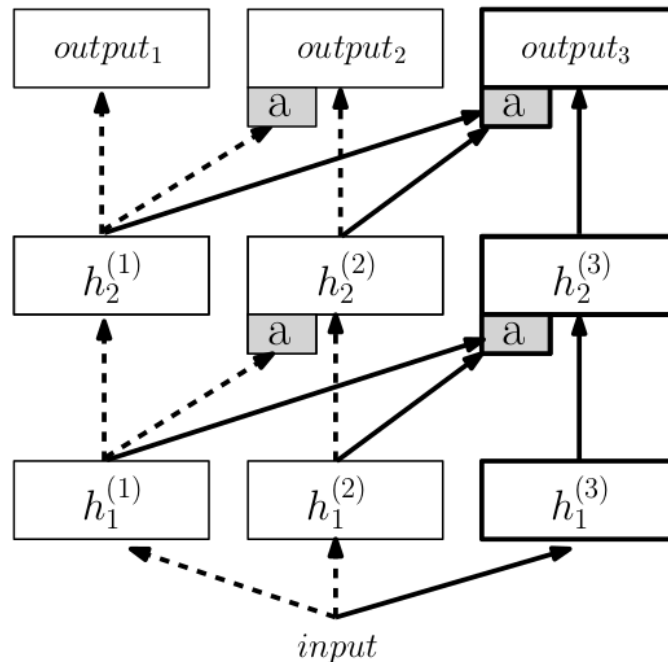 output₁ output₂ output₃
a a
h₂⁽¹⁾ h₂⁽²⁾ h₂⁽³⁾
a a
h₁⁽¹⁾ h₁⁽²⁾ h₁⁽³⁾
input